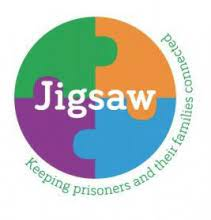 Jigsaw
Keeping prisoners and their families connected